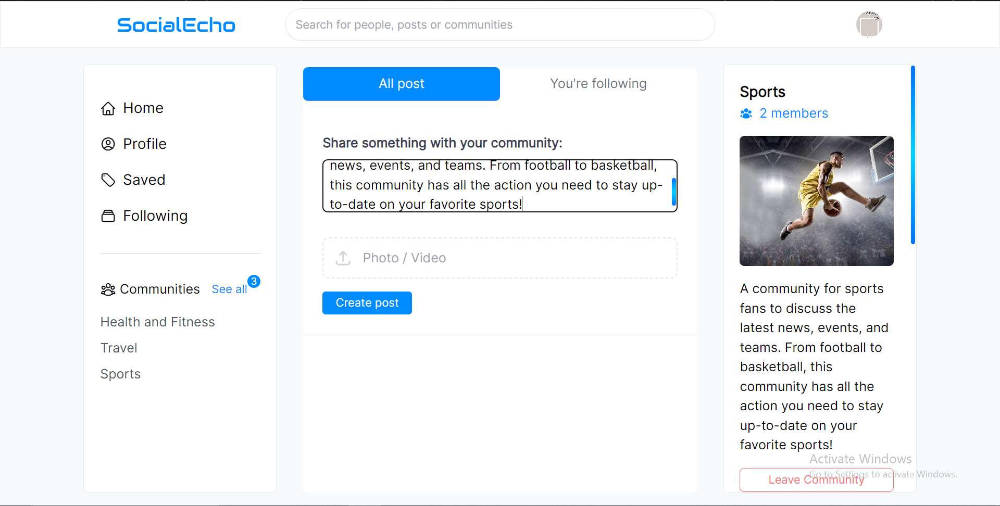 SocialEcho
Search for people, posts or communities
Home
Profile
Saved
Following
Communities
See all
3
Health and Fitness
Travel
Sports
All post
You're following
Share something with your community:
news, events, and teams. From football to basketball,
this community has all the action you need to stay up-
to-date on your favorite sports!
Photo / Video
Create post
Sports
2 members
A community for sports
fans to discuss the
latest news, events, and
teams. From football to
basketball, this
community has all the
action you need to stay
up-to-date on your
favorite sports!
Leave Community
Activate Windows
Go to Settings to activate Windows.